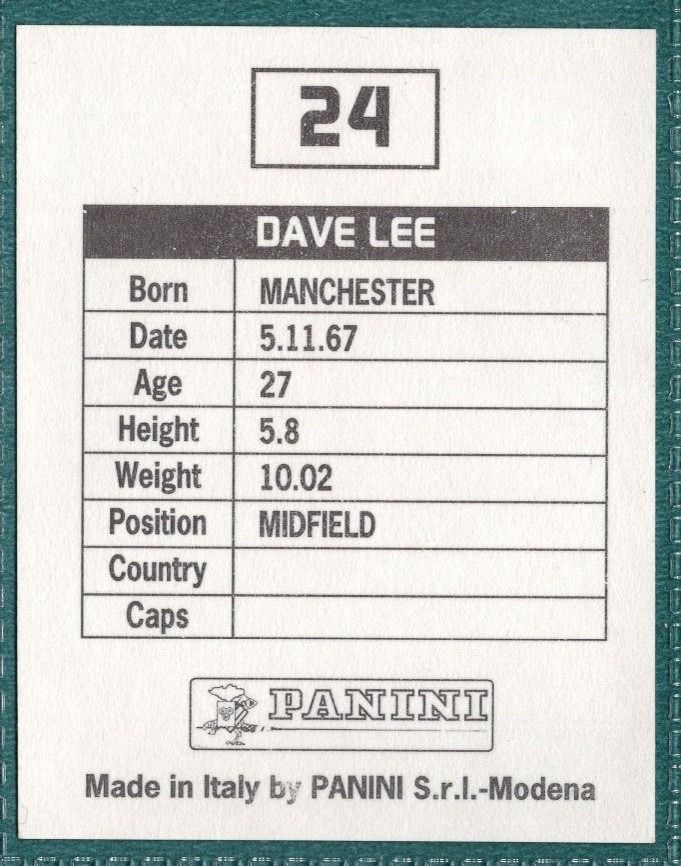 24
DAVE LEE
Born MANCHESTER
Date 5.11.67
Age 27
Height 5.8
Weight 10.02
Position MIDFIELD
Country
Caps
PANINI
Made in Italy by PANINI S.r.l.-Modena